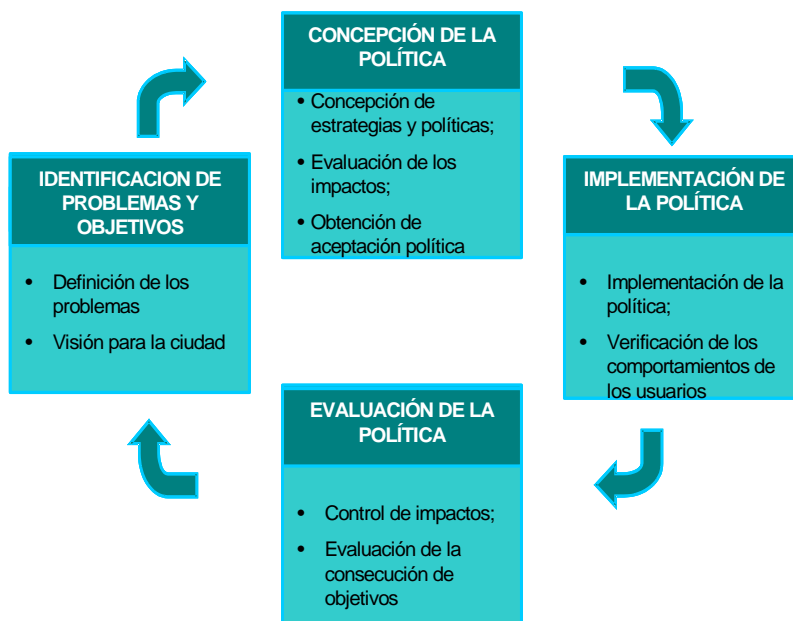 CONCEPCIÓN DE LA
POLÍTICA
• Concepción de
estrategias y políticas;
• Evaluación de los
impactos;
• Obtención de
aceptación política
IDENTIFICACION DE
PROBLEMAS Y
OBJETIVOS
• Definición de los
problemas
• Visión para la ciudad
IMPLEMENTACIÓN DE
LA POLÍTICA
• Implementación de la
política;
• Verificación de los
comportamientos de
los usuarios
EVALUACIÓN DE LA
POLÍTICA
• Control de impactos;
• Evaluación de la
consecución de
objetivos